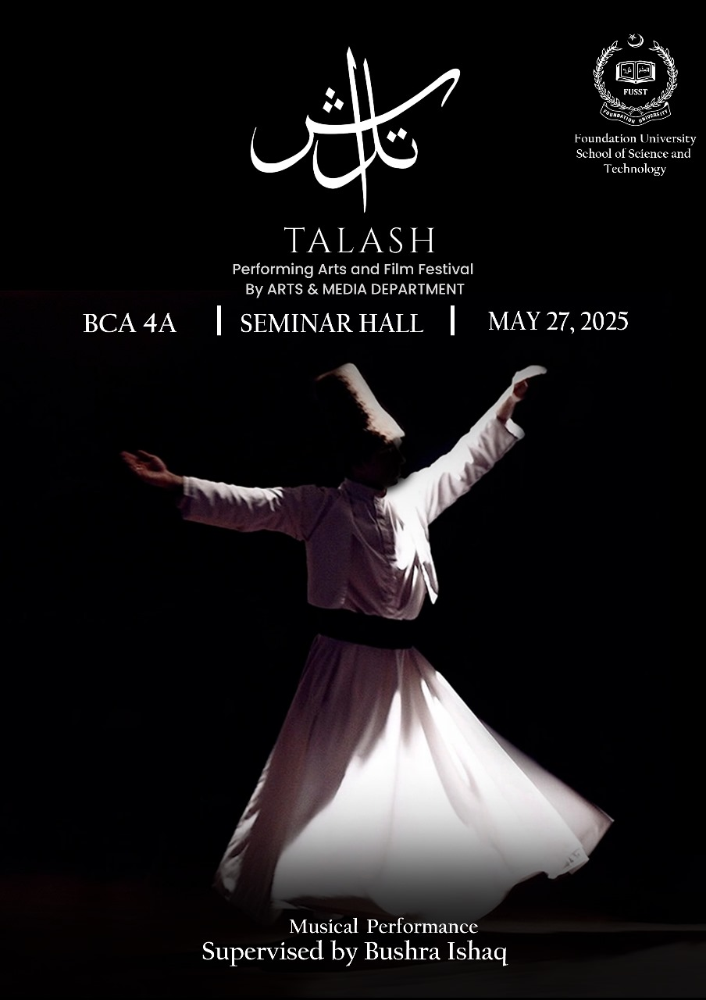 تلاش
FUSST
FOUNDATION UNIVERSITY
Foundation University
School of Science and
Technology
TALASH
Performing Arts and Film Festival
By ARTS & MEDIA DEPARTMENT
BCA 4A | SEMINAR HALL | MAY 27, 2025
Musical Performance
Supervised by Bushra Ishaq